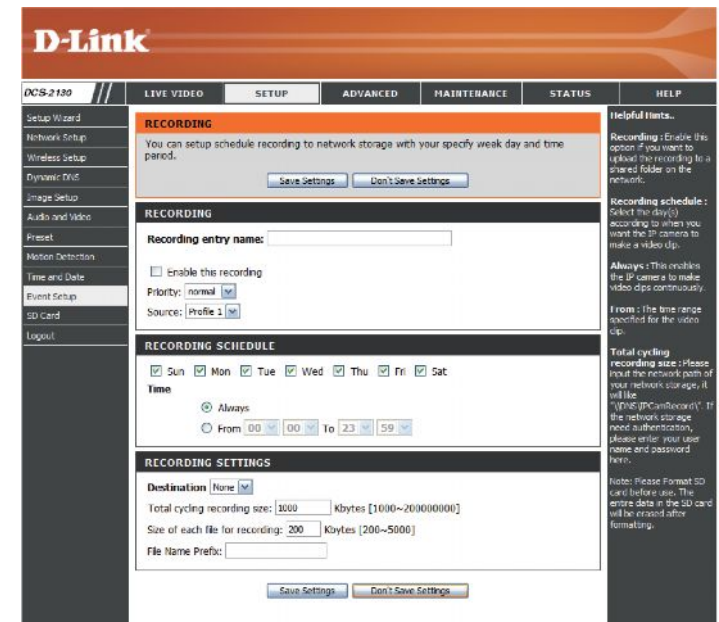 D-Link
DCS-2130
LIVE VIDEO
SETUP
ADVANCED
MAINTENANCE
STATUS
HELP
Setup Wizard
Network Setup
Wireless Setup
Dynamic DNS
Image Setup
Audio and Video
Preset
Motion Detection
Time and Date
Event Setup
SD Card
Logout
RECORDING
You can setup schedule recording to network storage with your specify week day and time
period.
Save Settings Don't Save Settings
RECORDING
Recording entry name:
Enable this recording
Priority: normal
Source: Profile 1
RECORDING SCHEDULE
Sun Mon Tue Wed Thu Fri Sat
Time
Always
From 00 00 To 23 59
RECORDING SETTINGS
Destination None
Total cycling recording size: 1000 Kbytes [1000~200000000]
Size of each file for recording: 200 Kbytes [200~5000]
File Name Prefix:
Save Settings Don't Save Settings
Helpful Hints..
Recording : Enable this
option if you want to
upload the recording to a
shared folder on the
network.
Recording schedule :
Select the day(s)
according to when you
want the IP camera to
make a video clip.
Always : This enables
the IP camera to make
video clips continuously.
From : The time range
specified for the video
clip.
Total cycling
recording size : Please
input the network path of
your network storage, it
will like
"\\DNS\IPCamRecord\". If
the network storage
need authentication,
please enter your user
name and password
here.
Note: Please Format SD
card before use. The
entire data in the SD card
will be erased after
formatting.